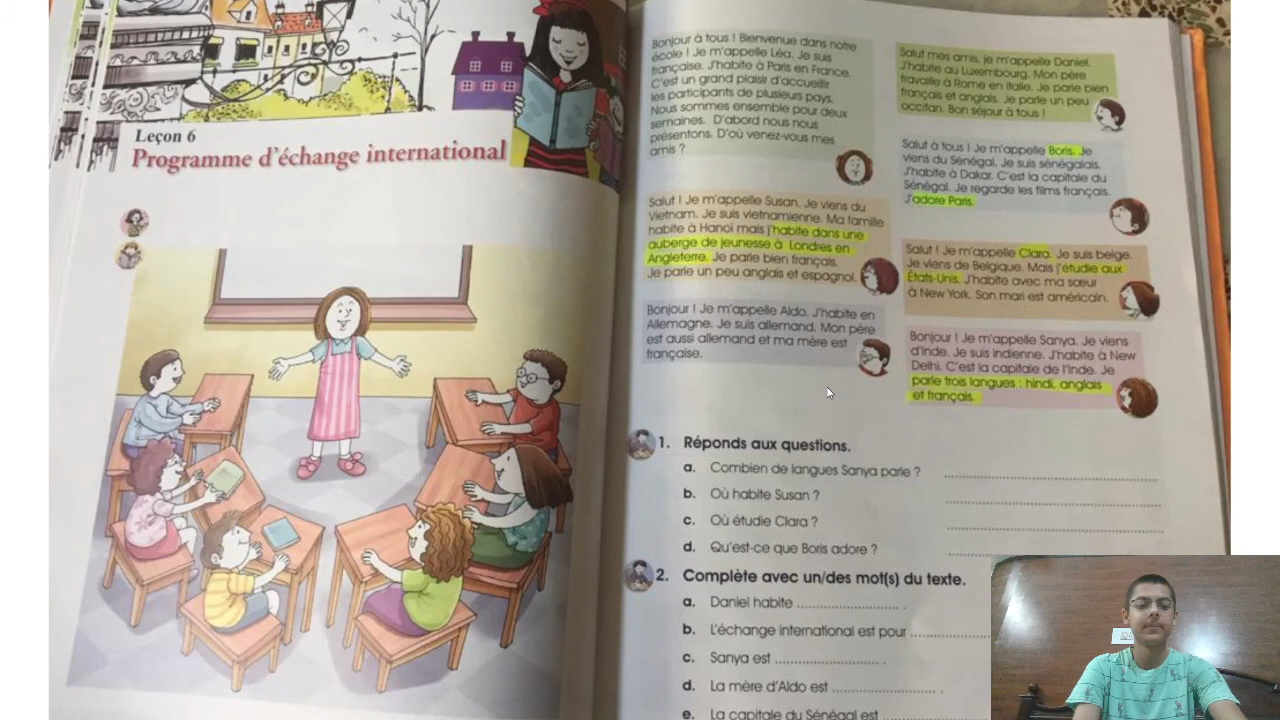 Leçon 6
Programme d'échange international
Bonjour à tous ! Bienvenue dans notre
école ! Je m'appelle Léa. Je suis
française. J'habite à Paris en France.
C'est un grand plaisir d'accueillir
les participants de plusieurs pays.
Nous sommes ensemble pour deux
semaines. D'abord nous nous
présentons. D'où venez-vous mes
amis ?
Salut ! Je m'appelle Susan. Je viens du
Vietnam. Je suis vietnamienne. Ma famille
habite à Hanoï mais j'habite dans une
auberge de jeunesse à Londres en
Angleterre. Je parle bien français.
Je parle un peu anglais et espagnol.
Bonjour ! Je m'appelle Aldo. J'habite en
Allemagne. Je suis allemand. Mon père
est aussi allemand et ma mère est
française.
Salut mes amis, je m'appelle Daniel.
J'habite au Luxembourg. Mon père
travaille à Rome en Italie. Je parle bien
français et anglais. Je parle un peu
occitan. Bon séjour à tous !
Salut à tous ! Je m'appelle Boris. Je
viens du Sénégal. Je suis sénégalais.
J'habite à Dakar. C'est la capitale du
Sénégal. Je regarde les films français.
J'adore Paris.
Salut ! Je m'appelle Clara. Je suis belge.
Je viens de Belgique. Mais j'étudie aux
États-Unis. J'habite avec ma sœur
à New York. Son mari est américain.
Bonjour ! Je m'appelle Sanya. Je viens
d'Inde. Je suis indienne. J'habite à New
Delhi. C'est la capitale de l'Inde. Je
parle trois langues : hindi, anglais
et français.
1. Réponds aux questions.
a. Combien de langues Sanya parle ?
b. Où habite Susan ?
c. Où étudie Clara ?
d. Qu'est-ce que Boris adore ?
2. Complète avec un/des mot(s) du texte.
a. Daniel habite .
b. L'échange international est pour
c. Sanya est .
d. La mère d'Aldo est .
e. La capitale du Sénégal est